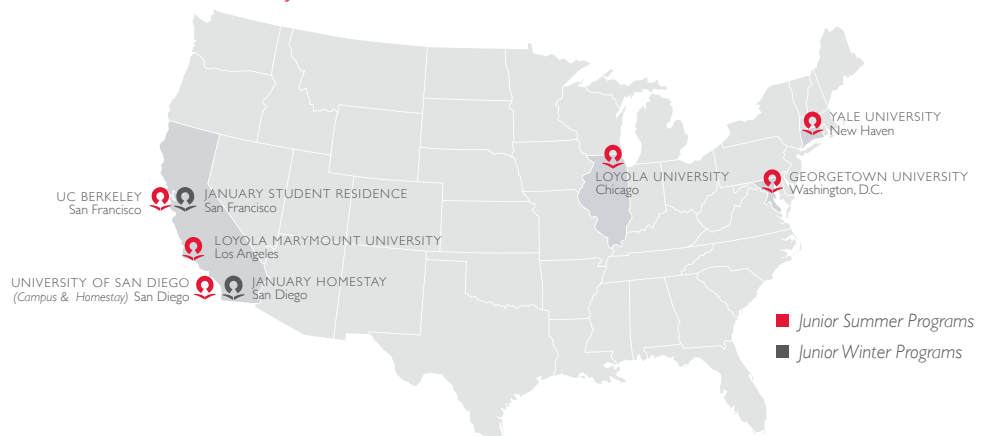 YALE UNIVERSITY
New Haven
LOYOLA UNIVERSITY
Chicago
GEORGETOWN UNIVERSITY
Washington, D.C.
UC BERKELEY
San Francisco
JANUARY STUDENT RESIDENCE
San Francisco
LOYOLA MARYMOUNT UNIVERSITY
Los Angeles
UNIVERSITY OF SAN DIEGO
(Campus & Homestay) San Diego
JANUARY HOMESTAY
San Diego
Junior Summer Programs
Junior Winter Programs